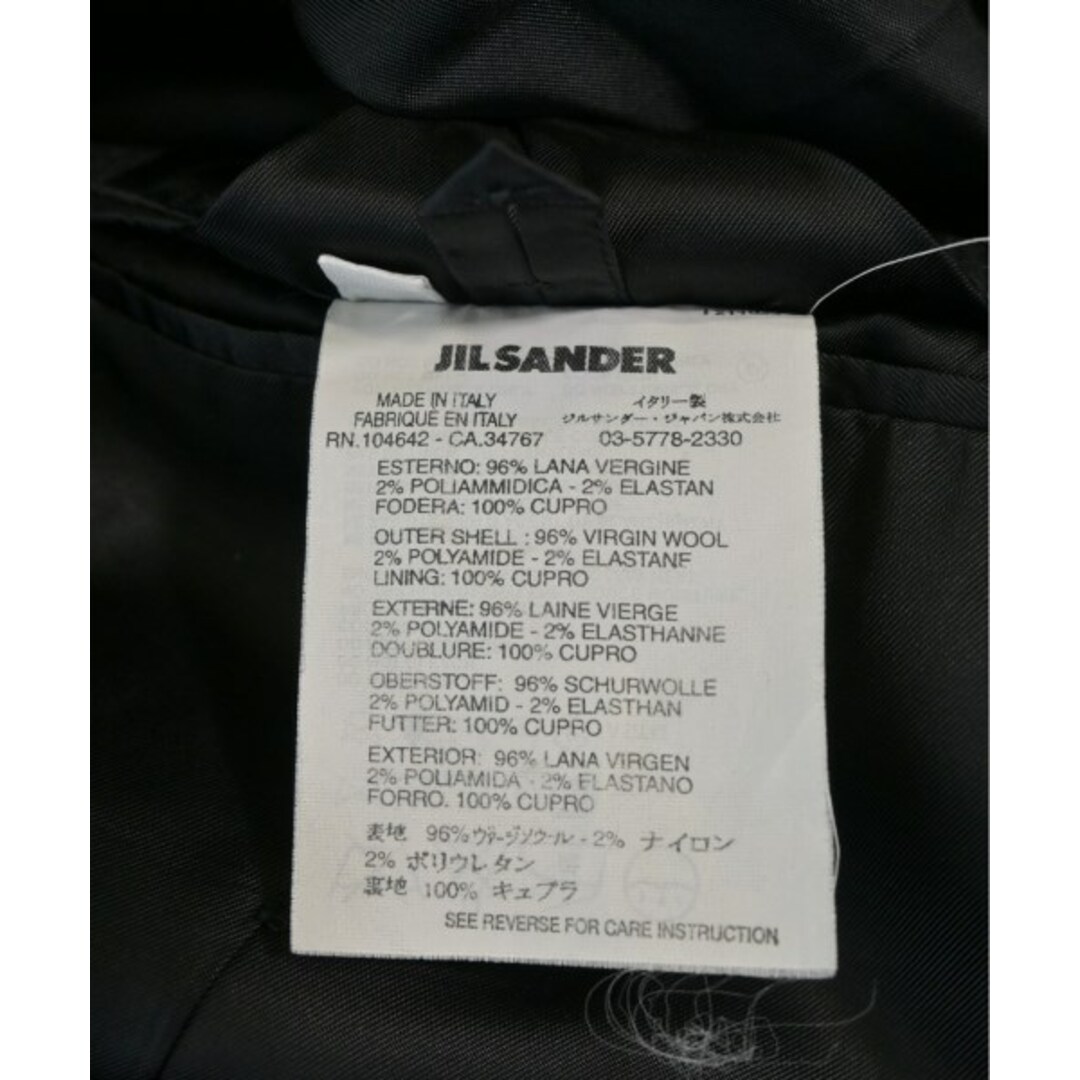 JIL SANDER
MADE IN ITALY イタリー製
FABRIQUE EN ITALY ジルサンダー・ジャパン株式会社
RN.104642 - CA.34767 03-5778-2330
ESTERNO: 96% LANA VERGINE
2% POLIAMMIDICA - 2% ELASTAN
FODERA: 100% CUPRO
OUTER SHELL : 96% VIRGIN WOOL
2% POLYAMIDE - 2% ELASTANE
LINING: 100% CUPRO
EXTERNE: 96% LAINE VIERGE
2% POLYAMIDE - 2% ELASTHANNE
DOUBLURE: 100% CUPRO
OBERSTOFF: 96% SCHURWOLLE
2% POLYAMID - 2% ELASTHAN
FUTTER: 100% CUPRO
EXTERIOR: 96% LANA VIRGEN
2% POLIAMIDA - 2% ELASTANO
FORRO. 100% CUPRO
表地 96%ヴァージンウール - 2% ナイロン
2% ポリウレタン
裏地 100% キュプラ
SEE REVERSE FOR CARE INSTRUCTION